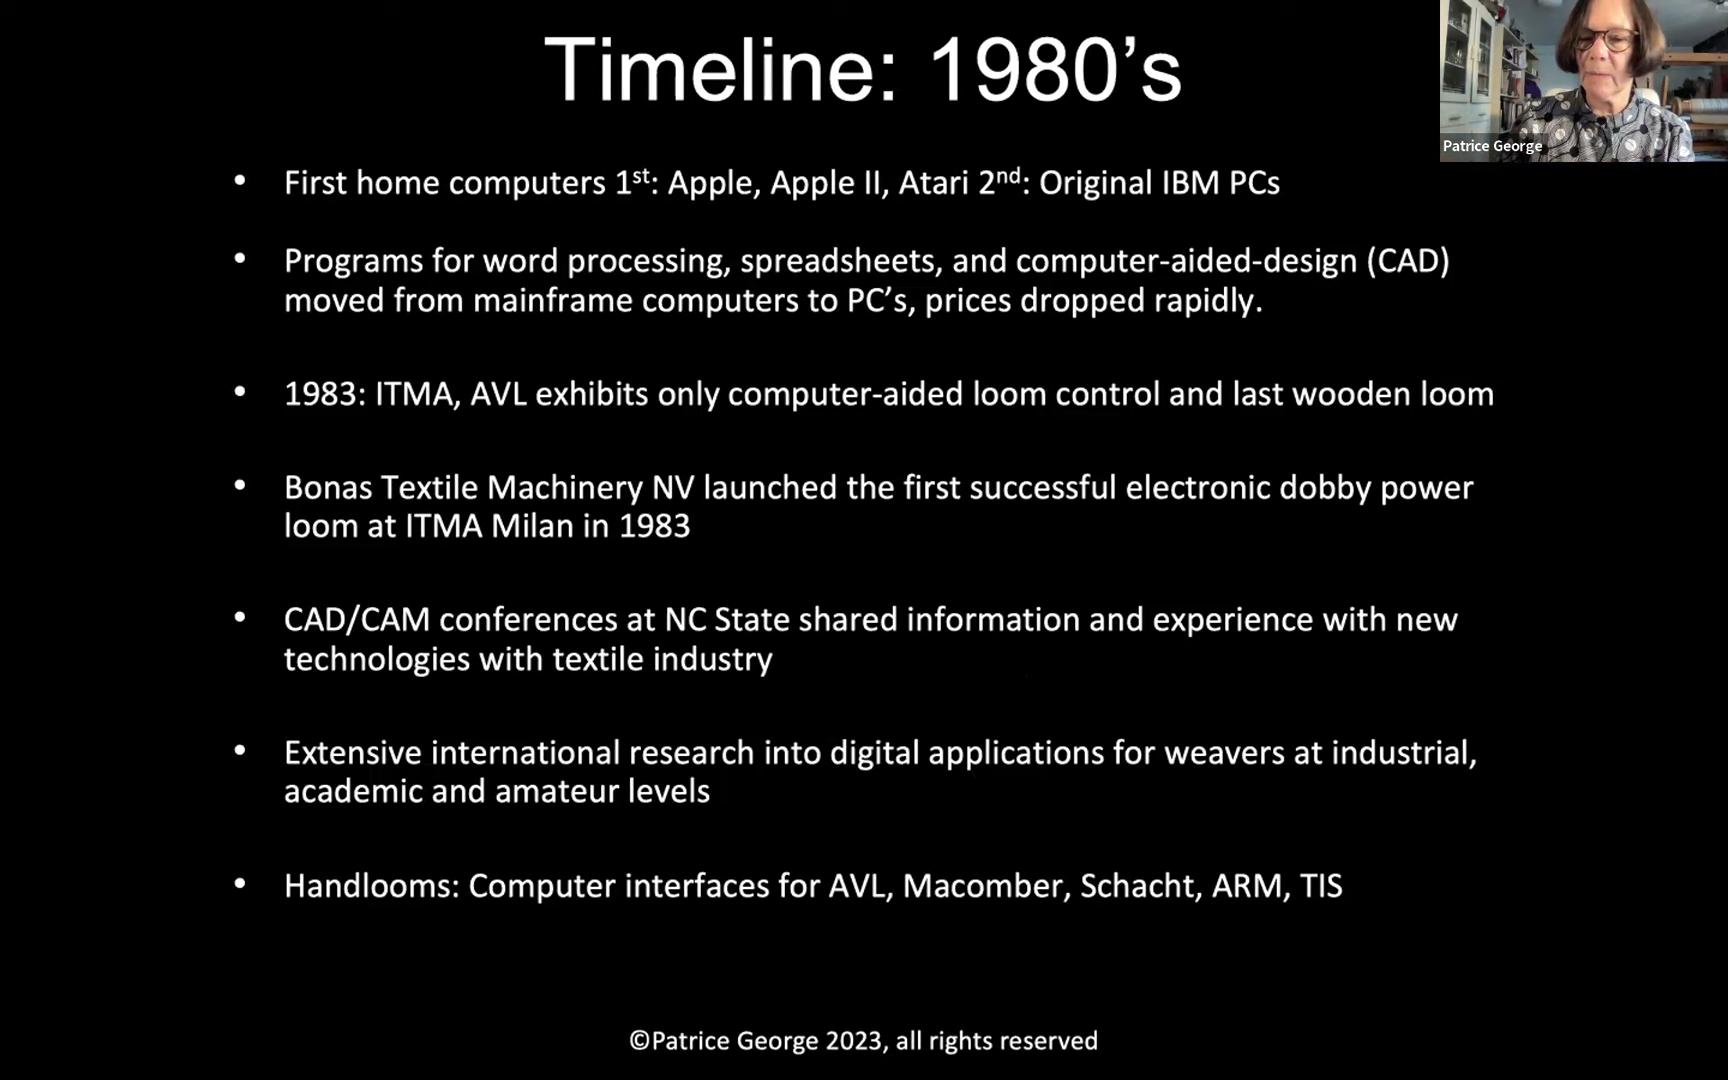 Timeline: 1980’s
Patrice George
• First home computers 1st: Apple, Apple II, Atari 2nd: Original IBM PCs
• Programs for word processing, spreadsheets, and computer-aided-design (CAD)
moved from mainframe computers to PC’s, prices dropped rapidly.
• 1983: ITMA, AVL exhibits only computer-aided loom control and last wooden loom
• Bonas Textile Machinery NV launched the first successful electronic dobby power
loom at ITMA Milan in 1983
• CAD/CAM conferences at NC State shared information and experience with new
technologies with textile industry
• Extensive international research into digital applications for weavers at industrial,
academic and amateur levels
• Handlooms: Computer interfaces for AVL, Macomber, Schacht, ARM, TIS
©Patrice George 2023, all rights reserved